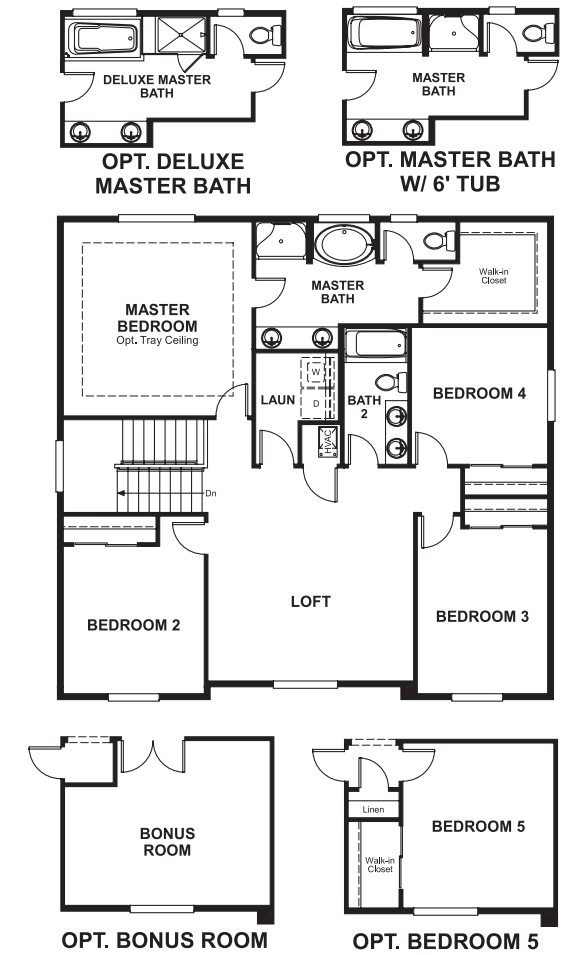 DELUXE MASTER
BATH
OPT. DELUXE
MASTER BATH
MASTER
BATH
OPT. MASTER BATH
W/ 6' TUB
MASTER
BEDROOM
Opt. Tray Ceiling
MASTER
BATH
Walk-in
Closet
LAUN
W
D
HVAC
BATH
2
BEDROOM 4
Dn
BEDROOM 2
LOFT
BEDROOM 3
BONUS
ROOM
OPT. BONUS ROOM
Linen
Walk-in
Closet
BEDROOM 5
OPT. BEDROOM 5